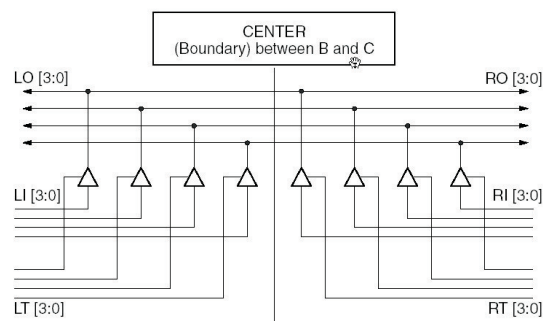 CENTER
(Boundary) between B and C
LO [3:0]
RO [3:0]
LI [3:0]
RI [3:0]
LT [3:0]
RT [3:0]